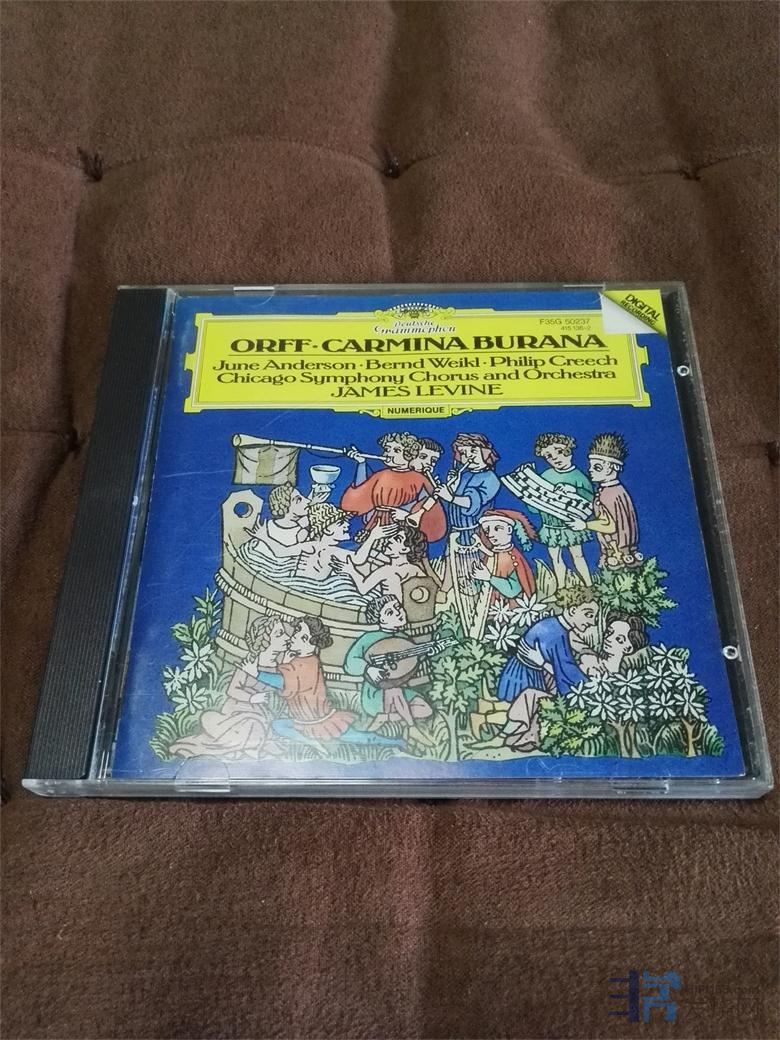 Deutsche
Grammophon
F35G 50237
415 136-2
DIGITAL
RECORDING
ORFF·CARMINA BURANA
June Anderson·Bernd Weikl·Philip Creech
Chicago Symphony Chorus and Orchestra
JAMES LEVINE
NUMERIQUE